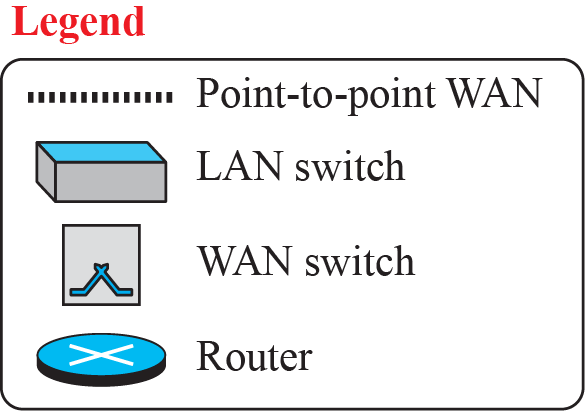 Legend
Point-to-point WAN
LAN switch
WAN switch
Router